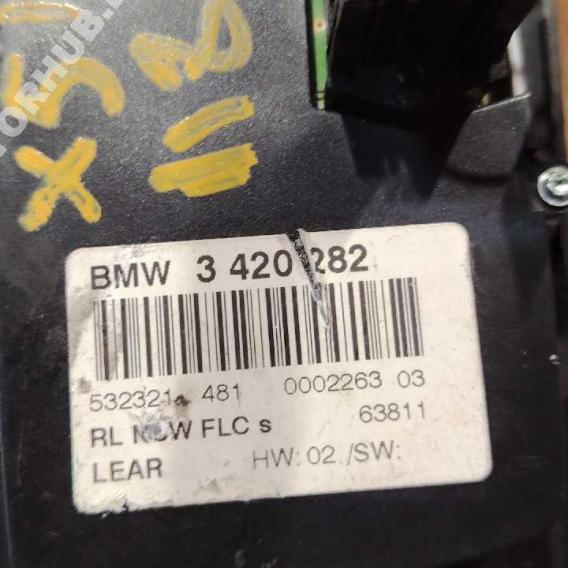 X5
BMW 3 420 282
532321 481 0002263 03
RL NSW FLC s 63811
LEAR HW: 02 /SW: